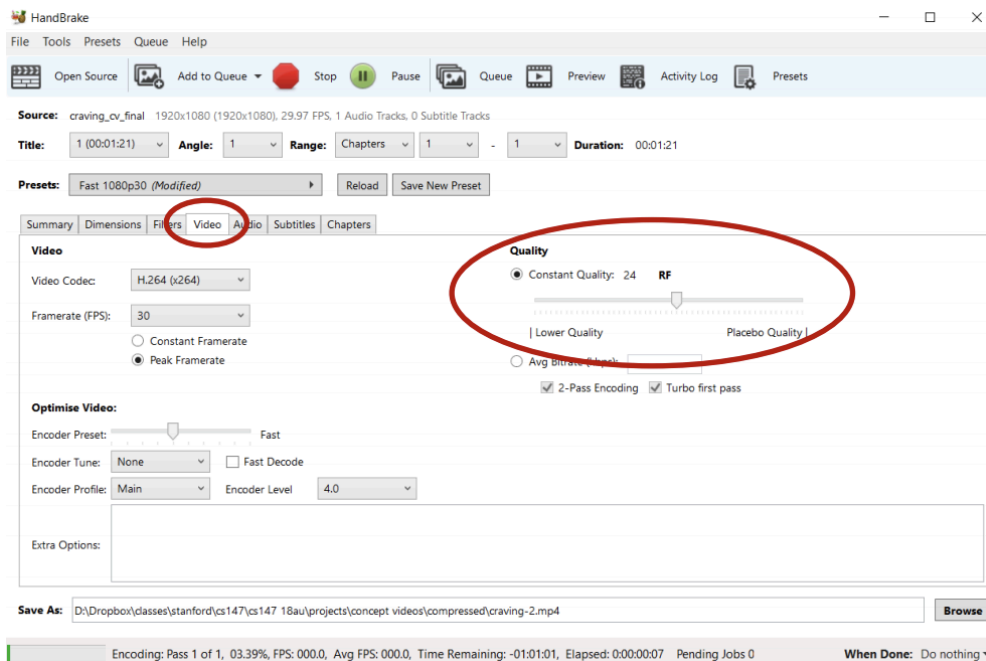 HandBrake
File Tools Presets Queue Help
Open Source Add to Queue Stop Pause Queue Preview Activity Log Presets
Source: craving_cv_final 1920x1080 (1920x1080), 29.97 FPS, 1 Audio Tracks, 0 Subtitle Tracks
Title: 1 (00:01:21) Angle: 1 Range: Chapters 1 - 1 Duration: 00:01:21
Presets: Fast 1080p30 (Modified) Reload Save New Preset
Summary Dimensions Filters Video Audio Subtitles Chapters
Video Quality
Video Codec: H.264 (x264) Constant Quality: 24 RF
Framerate (FPS): 30 | Lower Quality Placebo Quality |
Constant Framerate
Peak Framerate Avg Bitrate (kbps):
2-Pass Encoding Turbo first pass
Optimise Video:
Encoder Preset: Fast
Encoder Tune: None Fast Decode
Encoder Profile: Main Encoder Level 4.0
Extra Options:
Save As: D:\Dropbox\classes\stanford\cs147\cs147 18au\projects\concept videos\compressed\craving-2.mp4 Browse
Encoding: Pass 1 of 1, 03.39%, FPS: 000.0, Avg FPS: 000.0, Time Remaining: -01:01:01, Elapsed: 0:00:00:07 Pending Jobs 0 When Done: Do nothing